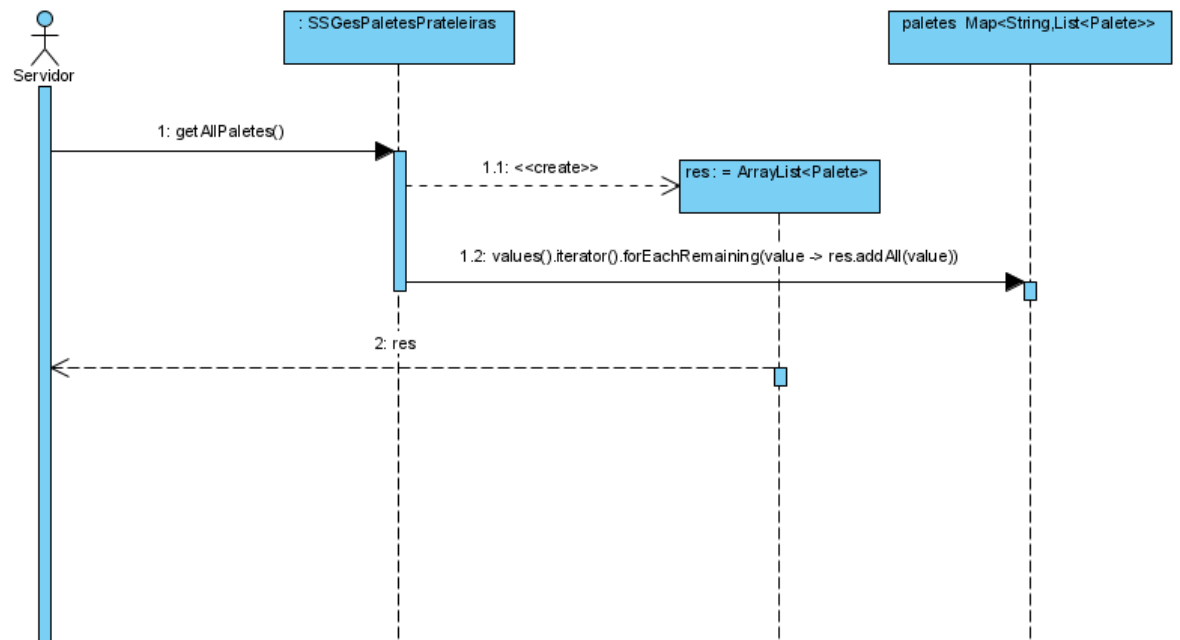 : SSGesPaletesPrateleiras
paletes Map<String,List<Palete>>
Servidor
1: getAllPaletes()
1.1: <<create>>
res: = ArrayList<Palete>
1.2: values().iterator().forEachRemaining(value -> res.addAll(value))
2: res